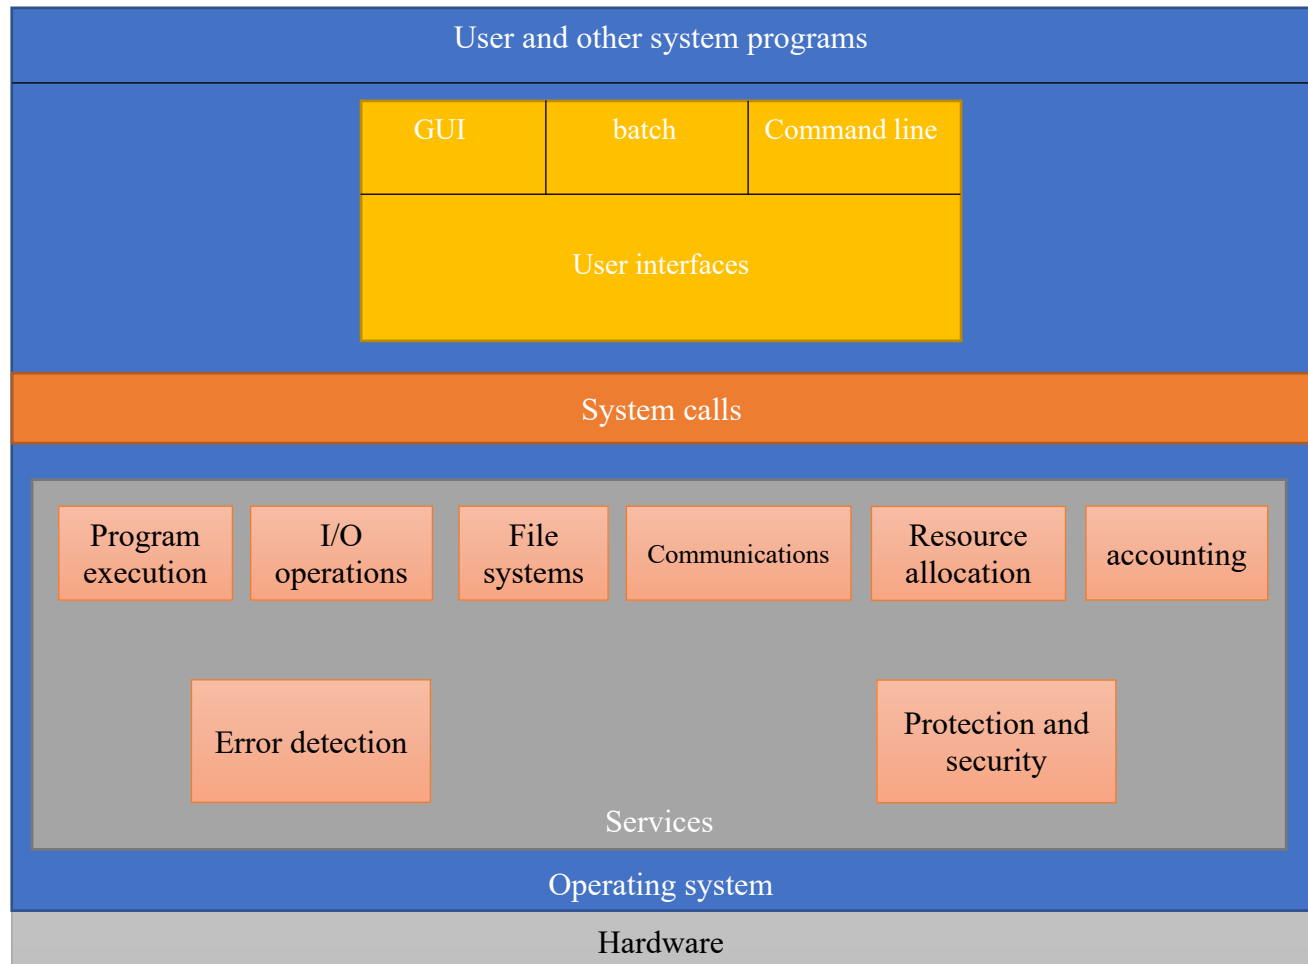 User and other system programs
GUI
batch
Command line
User interfaces
System calls
Program
execution
I/O
operations
File
systems
Communications
Resource
allocation
accounting
Error detection
Protection and
security
Services
Operating system
Hardware